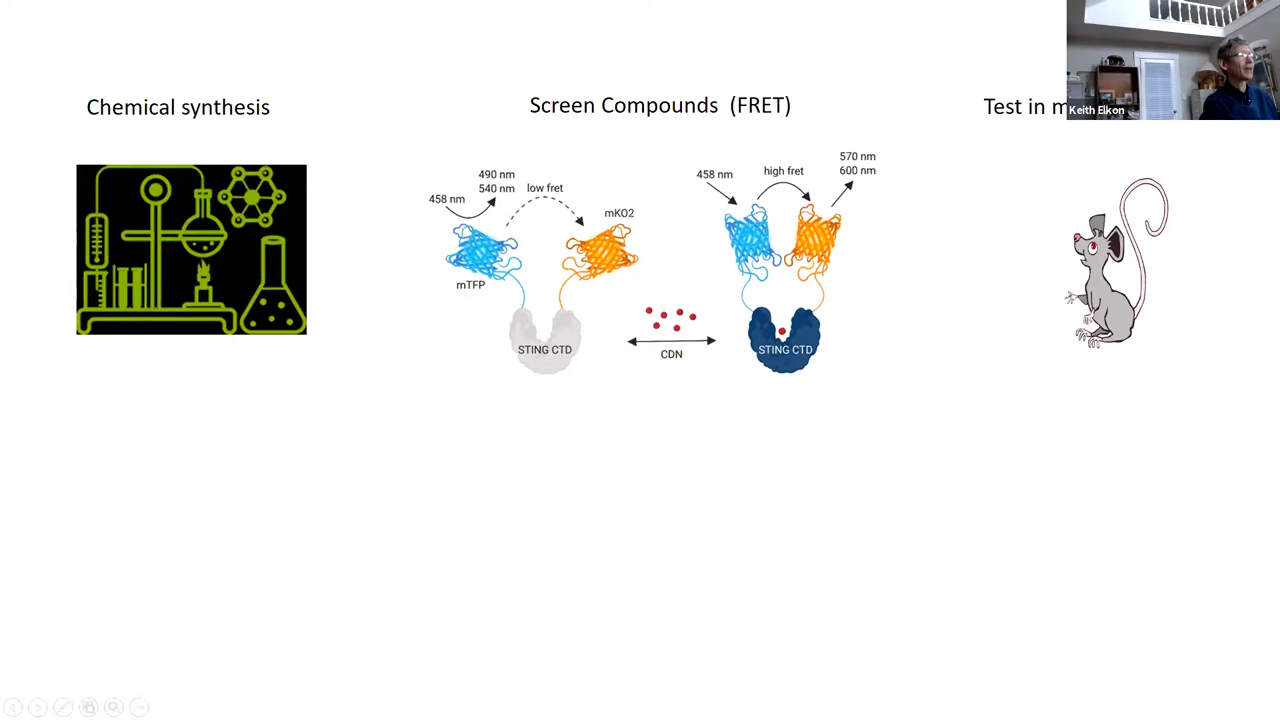 Chemical synthesis
Screen Compounds (FRET)
Test in m
Keith Elkon
458 nm
490 nm
540 nm
low fret
mKO2
mTFP
STING CTD
CDN
458 nm
high fret
570 nm
600 nm
STING CTD